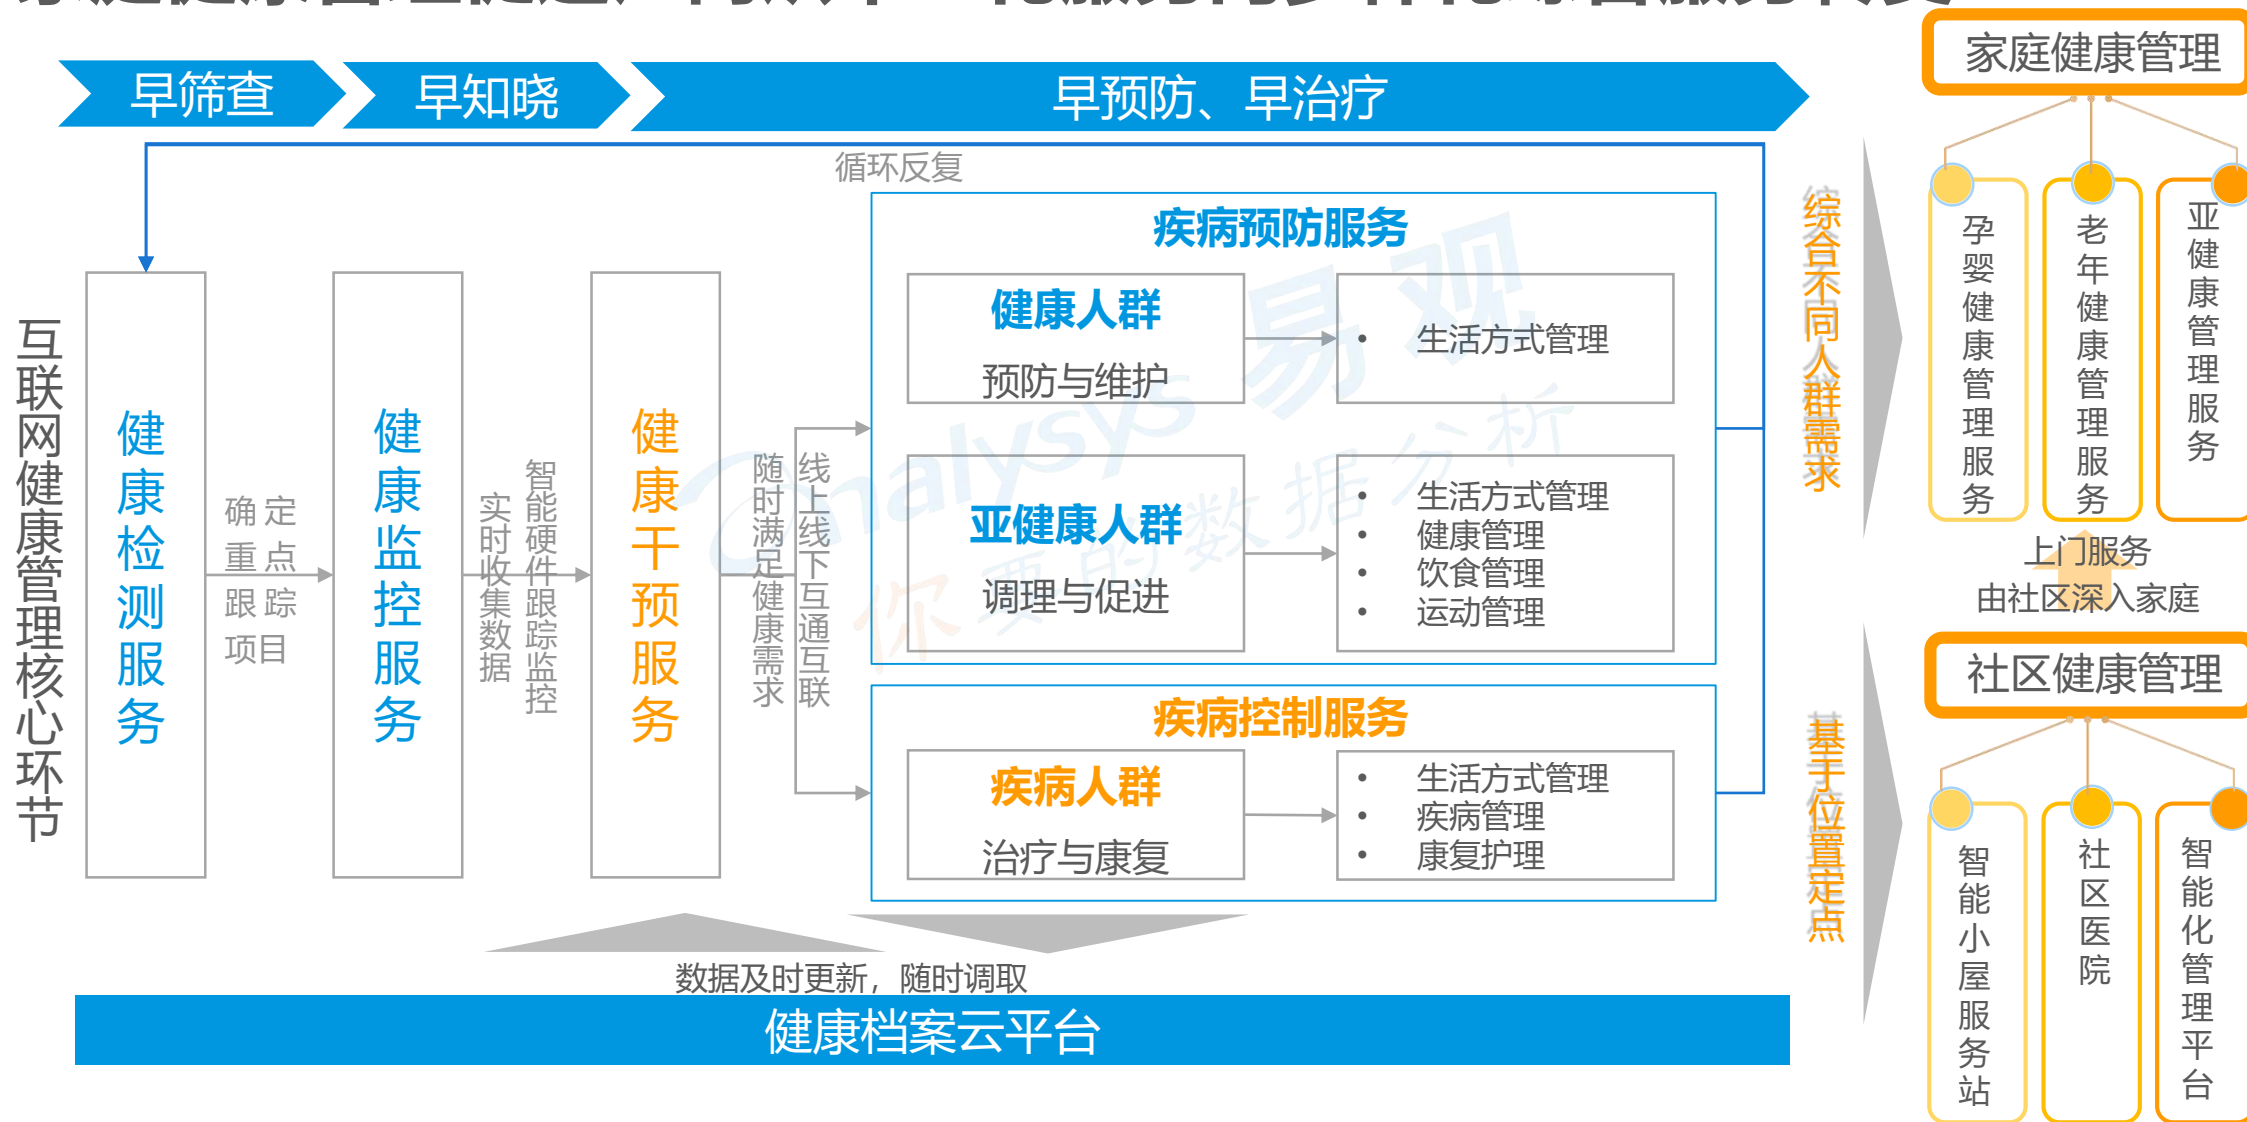 早筛查
早知晓
早预防、早治疗
循环反复
互联网健康管理核心环节
健康检测服务
确定
重点
跟踪
项目
健康监控服务
智能硬件跟踪监控
实时收集数据
健康干预服务
线上线下互通互联
随时满足健康需求
疾病预防服务
健康人群
预防与维护
• 生活方式管理
亚健康人群
调理与促进
• 生活方式管理
• 健康管理
• 饮食管理
• 运动管理
疾病控制服务
疾病人群
治疗与康复
• 生活方式管理
• 疾病管理
• 康复护理
数据及时更新，随时调取
健康档案云平台
综合不同人群需求
基于位置定点
家庭健康管理
孕婴健康管理服务
老年健康管理服务
亚健康管理服务
上门服务
由社区深入家庭
社区健康管理
智能小屋服务站
社区医院
智能化管理平台
nalysys 易观
你要的数据分析